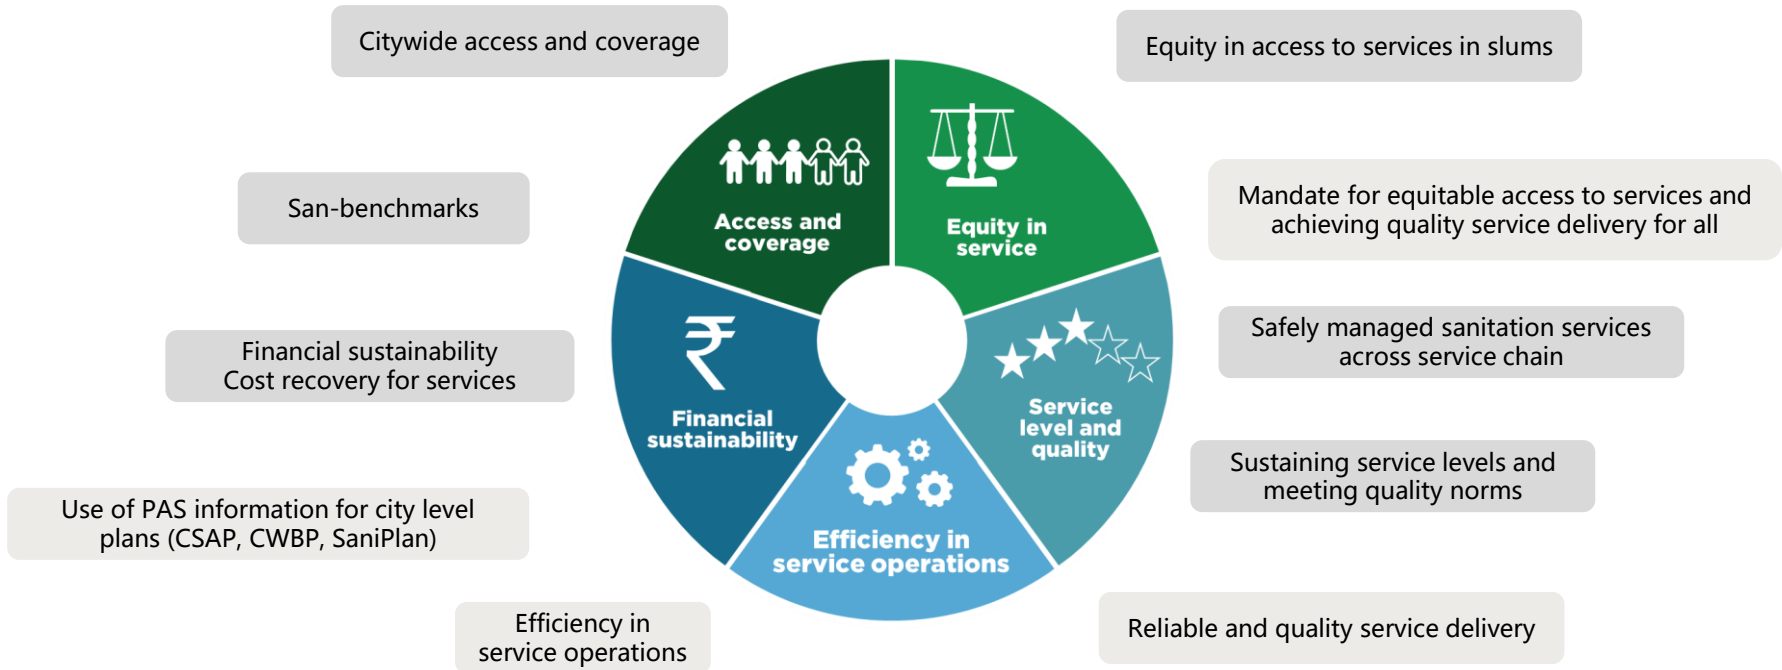 Citywide access and coverage
Equity in access to services in slums
San-benchmarks
Mandate for equitable access to services and
achieving quality service delivery for all
Access and
coverage
Equity in
service
Financial sustainability
Cost recovery for services
Safely managed sanitation services
across service chain
₹
Financial
sustainability
Service
level and
quality
Sustaining service levels and
meeting quality norms
Use of PAS information for city level
plans (CSAP, CWBP, SaniPlan)
Efficiency in
service operations
Efficiency in
service operations
Reliable and quality service delivery